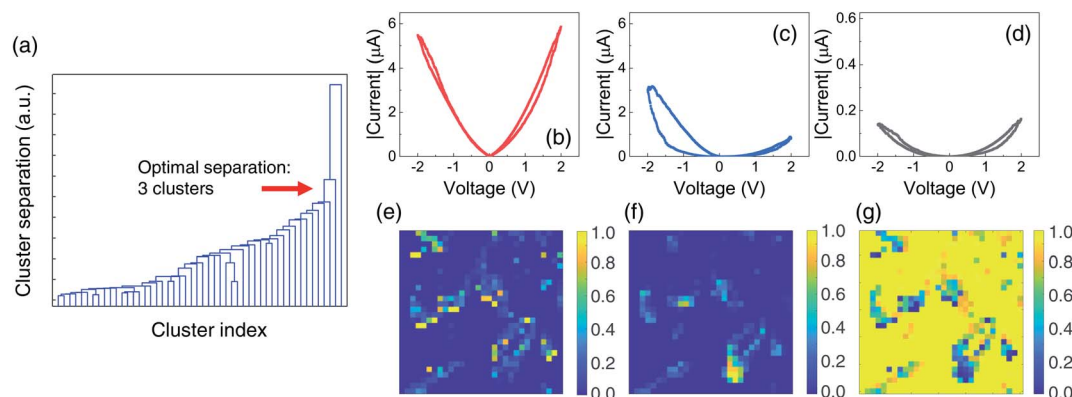 (a)
Cluster separation (a.u.)
Optimal separation:
3 clusters
Cluster index
|Current| (µA)
6
4
2
0
-2 -1 0 1 2
Voltage (V)
(b)
|Current| (µA)
6
4
2
0
-2 -1 0 1 2
Voltage (V)
(c)
|Current| (µA)
0.6
0.4
0.2
0.0
-2 -1 0 1 2
Voltage (V)
(d)
(e)
1.0
0.8
0.6
0.4
0.2
0.0
(f)
1.0
0.8
0.6
0.4
0.2
0.0
(g)
1.0
0.8
0.6
0.4
0.2
0.0